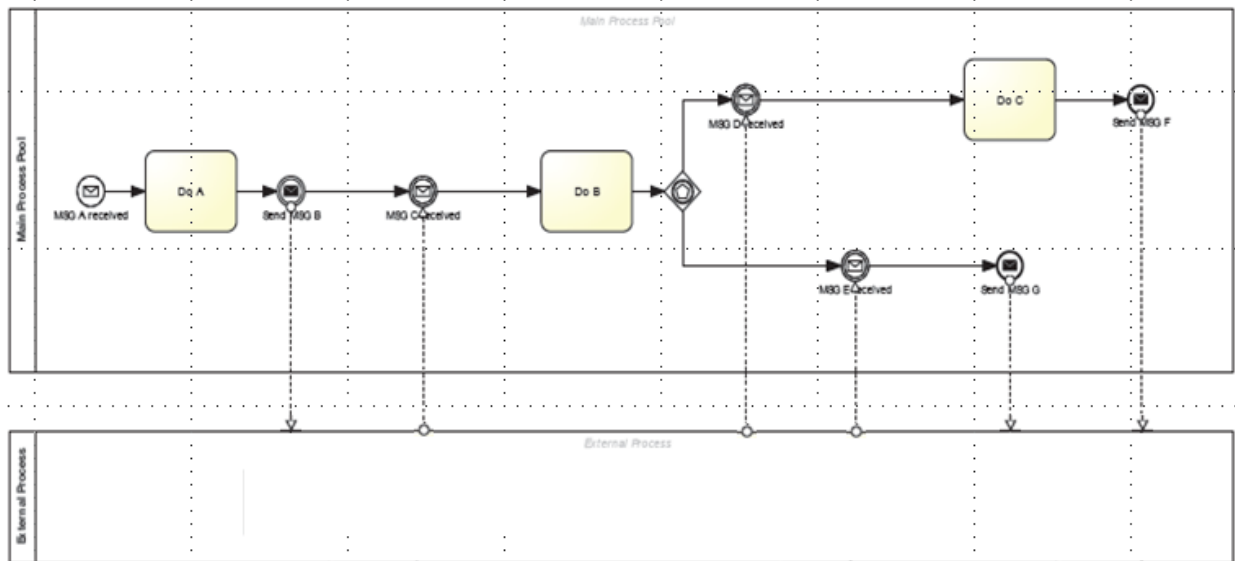 Main Process Pool
Main Process Pool
MSG A received
Do A
Send MSG B
MSG C received
Do B
MSG D received
Do C
Send MSG F
MSG E received
Send MSG G
External Process
External Process